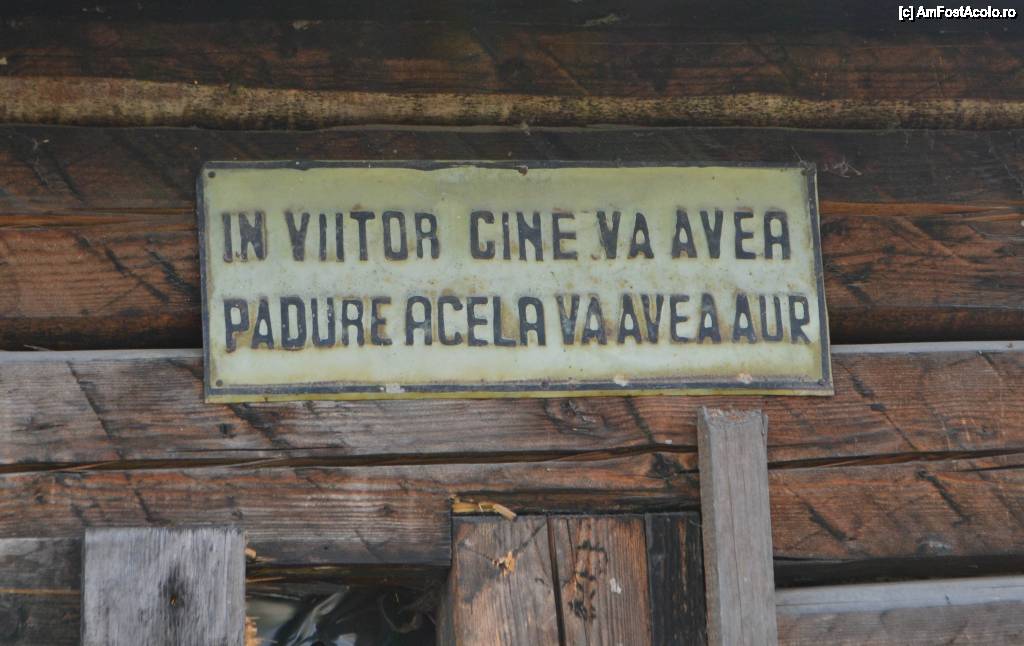 [c] AmFostAcolo.ro
IN VIITOR CINE VA AVEA
PADURE ACELA VA AVEA AUR